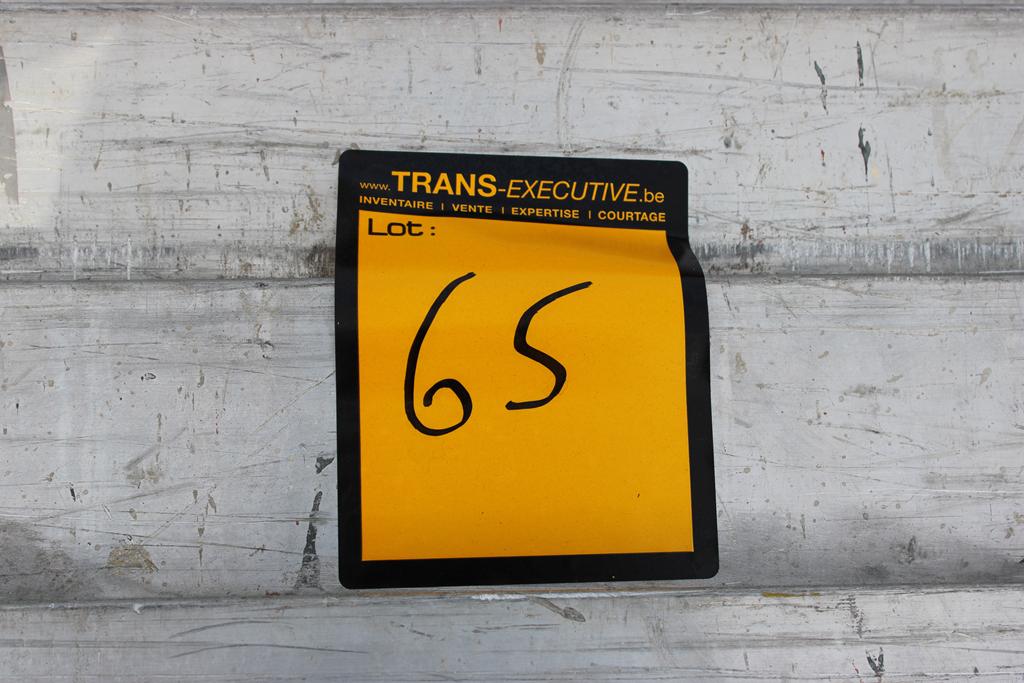 www.TRANS-EXECUTIVE.be
INVENTAIRE | VENTE | EXPERTISE | COURTAGE
Lot :
65